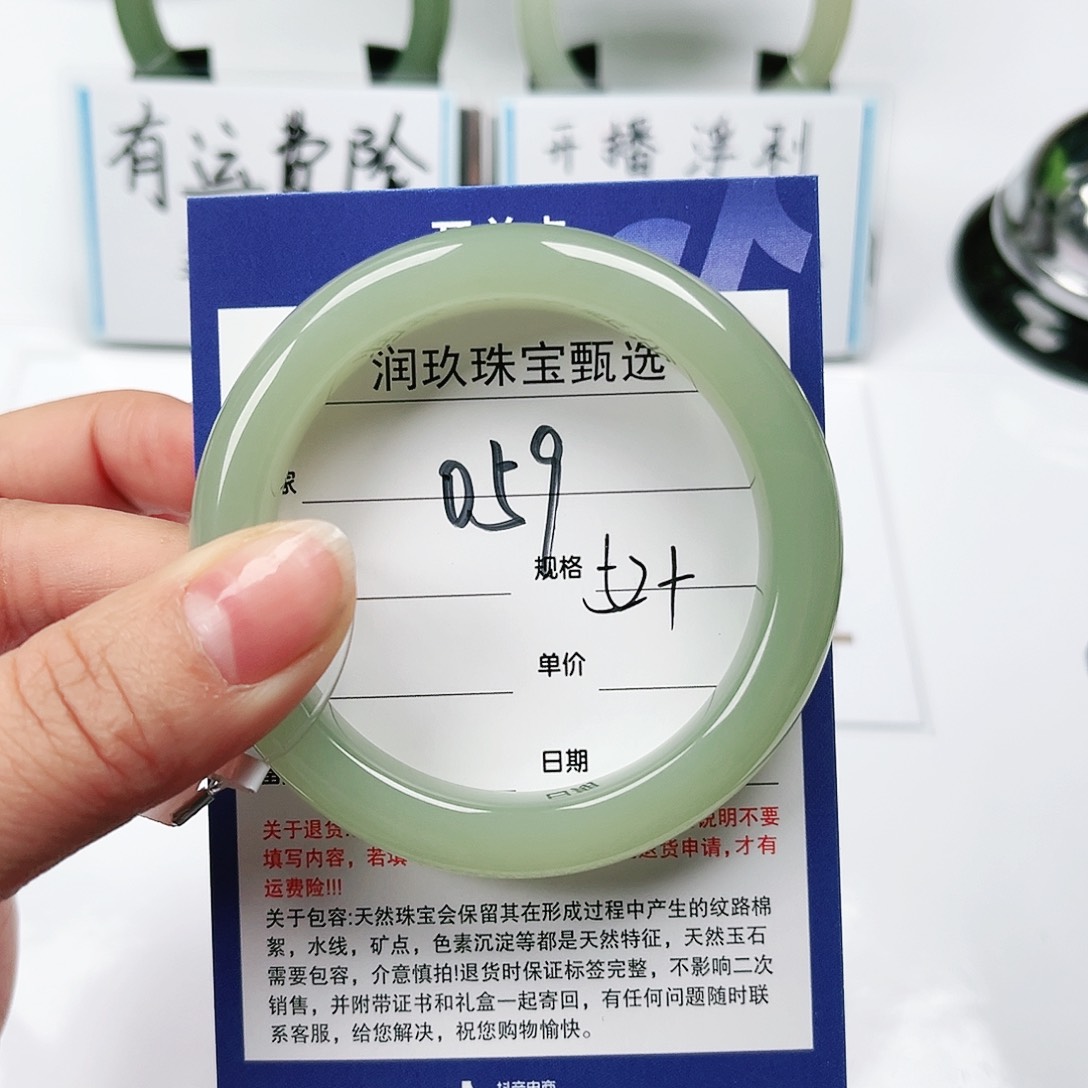 有运费险
开播浮利
润玖珠宝甄选
家
059
规格
单价
日期
关于退货:
说明不要
填写内容，若填
退货申请,才有
运费险!!!
关于包容:天然珠宝会保留其在形成过程中产生的纹路棉
絮，水线，矿点，色素沉淀等都是天然特征，天然玉石
需要包容，介意慎拍!退货时保证标签完整，不影响二次
销售，并附带证书和礼盒一起寄回，有任何问题随时联
系客服，给您解决，祝您购物愉快。
抖音电商